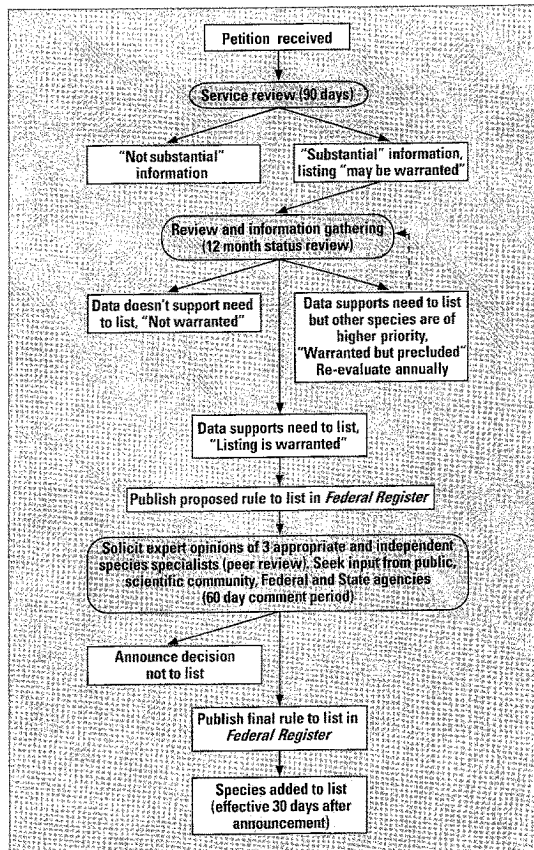 Petition received
Service review (90 days)
"Not substantial"
information
"Substantial" information,
listing "may be warranted"
Review and information gathering
(12 month status review)
Data doesn't support need
to list, "Not warranted"
Data supports need to list
but other species are of
higher priority,
"Warranted but precluded"
Re-evaluate annually
Data supports need to list,
"Listing is warranted"
Publish proposed rule to list in Federal Register
Solicit expert opinions of 3 appropriate and independent
species specialists (peer review). Seek input from public,
scientific community, Federal and State agencies
(60 day comment period)
Announce decision
not to list
Publish final rule to list in
Federal Register
Species added to list
(effective 30 days after
announcement)